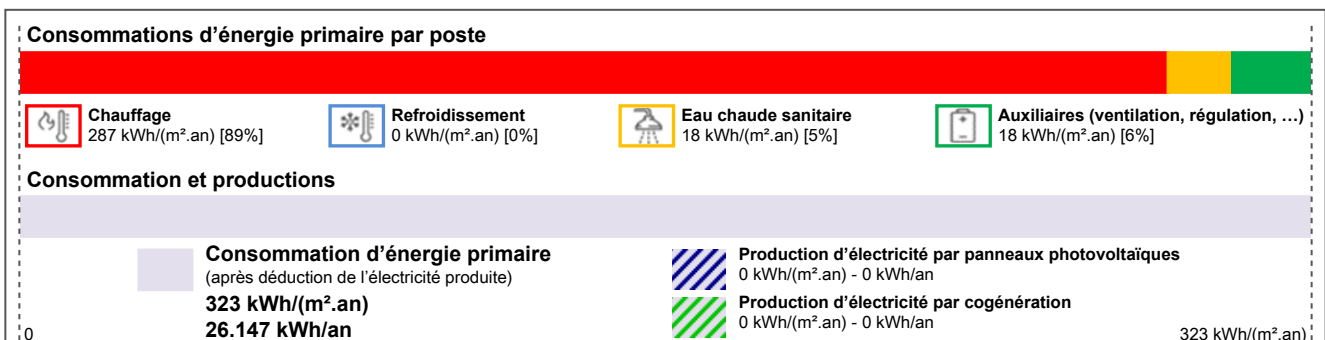 Consommations d’énergie primaire par poste
Chauffage
287 kWh/(m².an) [89%]
Refroidissement
0 kWh/(m².an) [0%]
Eau chaude sanitaire
18 kWh/(m².an) [5%]
Auxiliaires (ventilation, régulation, …)
18 kWh/(m².an) [6%]
Consommation et productions
Consommation d’énergie primaire
(après déduction de l’électricité produite)
323 kWh/(m².an)
26.147 kWh/an
Production d’électricité par panneaux photovoltaïques
0 kWh/(m².an) - 0 kWh/an
Production d’électricité par cogénération
0 kWh/(m².an) - 0 kWh/an
0
323 kWh/(m².an)